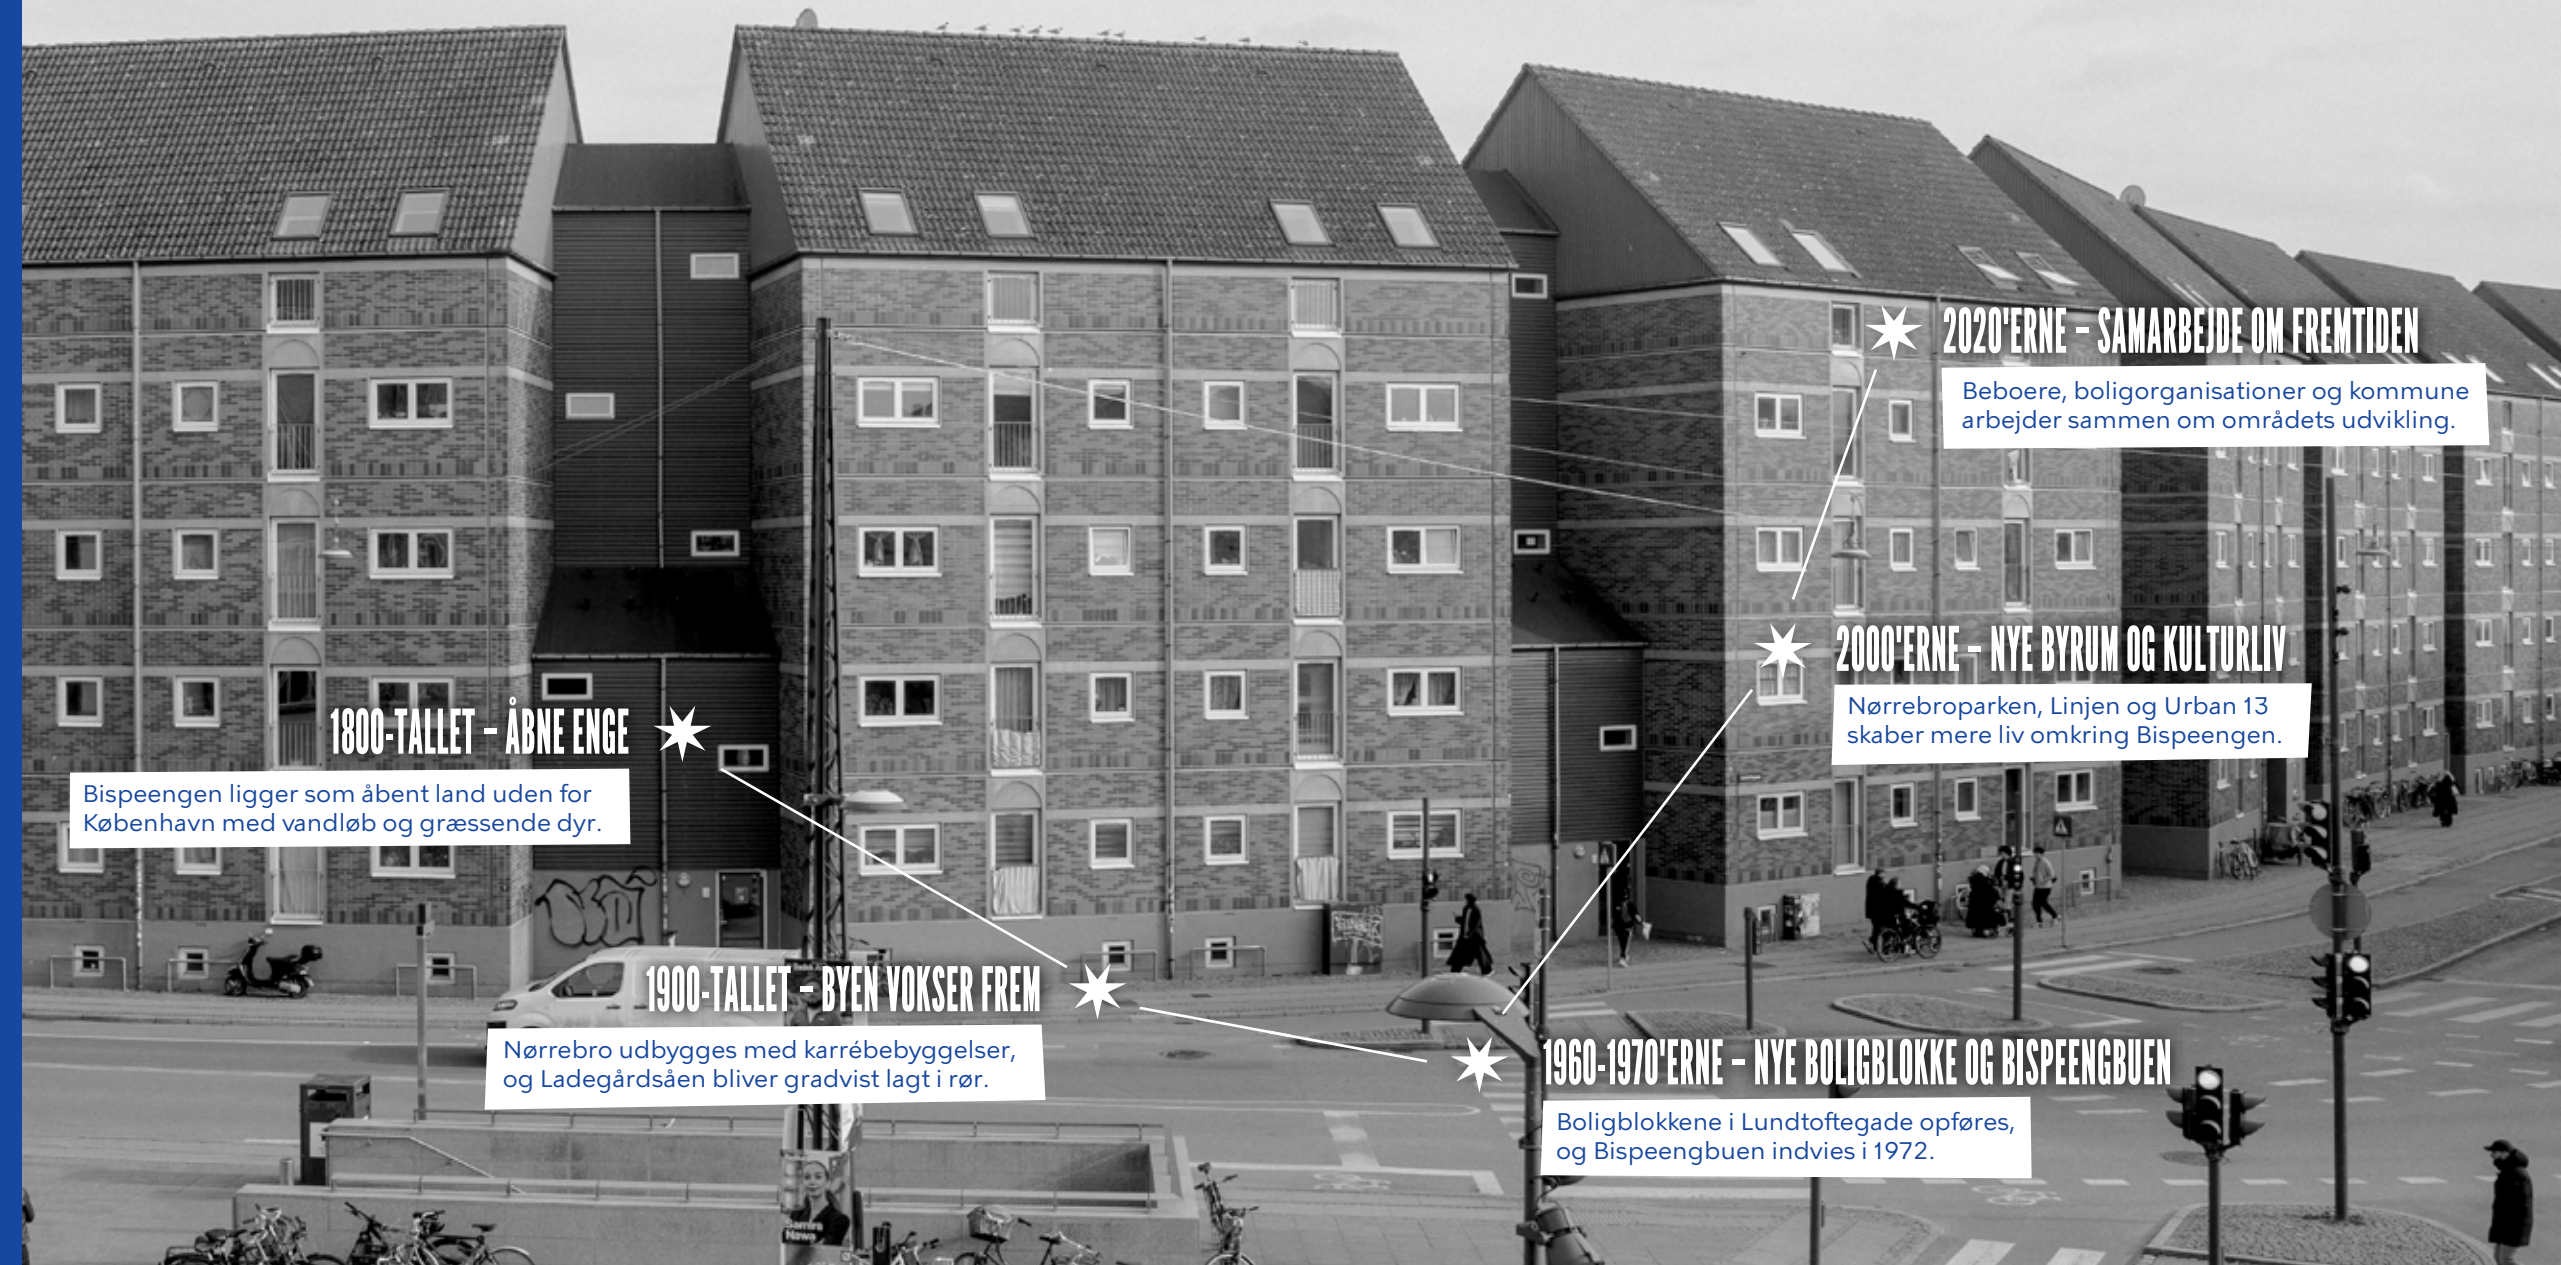 1800-TALLET – ÅBNE ENGE
Bispeengen ligger som åbent land uden for
København med vandløb og græssende dyr.
1900-TALLET – BYEN VOKSER FREM
Nørrebro udbygges med karrébebyggelser,
og Ladegårdsåen bliver gradvist lagt i rør.
1960-1970'ERNE – NYE BOLIGBLOKKE OG BISPEENGBUEN
Boligblokkene i Lundtoftegade opføres,
og Bispeengbuen indvies i 1972.
2000'ERNE – NYE BYRUM OG KULTURLIV
Nørrebroparken, Linjen og Urban 13
skaber mere liv omkring Bispeengen.
2020'ERNE – SAMARBEJDE OM FREMTIDEN
Beboere, boligorganisationer og kommune
arbejder sammen om områdets udvikling.
Samira
Nawa